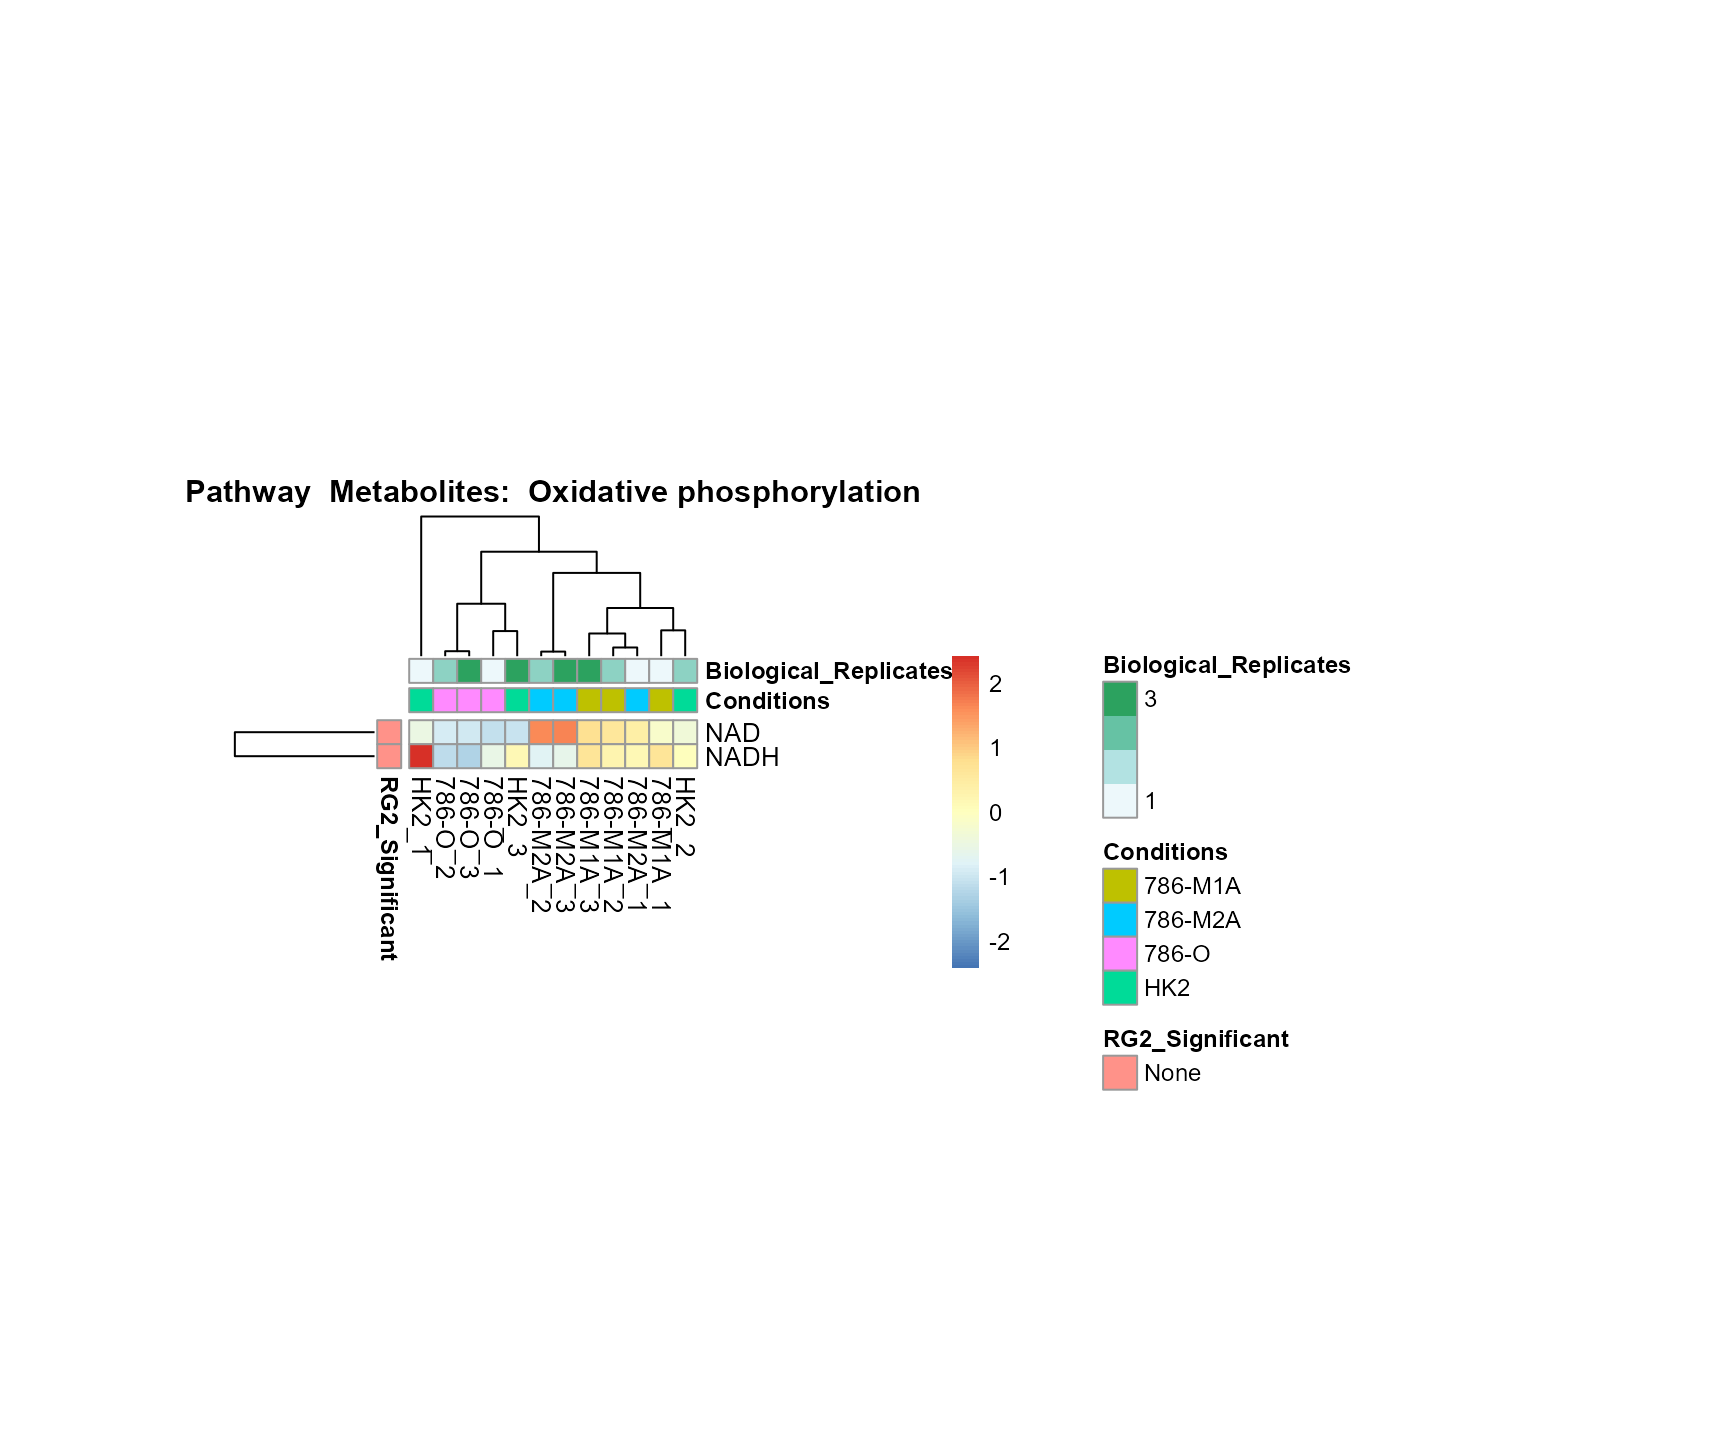 Pathway  Metabolites:  Oxidative phosphorylation
Biological_Replicates
Conditions
NAD
NADH
RG2_Significant
HK2_1
786-O_2
786-O_3
786-O_1
HK2_3
786-M2A_2
786-M2A_3
786-M1A_3
786-M1A_2
786-M2A_1
786-M1A_1
HK2_2
2
1
0
-1
-2
Biological_Replicates
3
1
Conditions
786-M1A
786-M2A
786-O
HK2
RG2_Significant
None